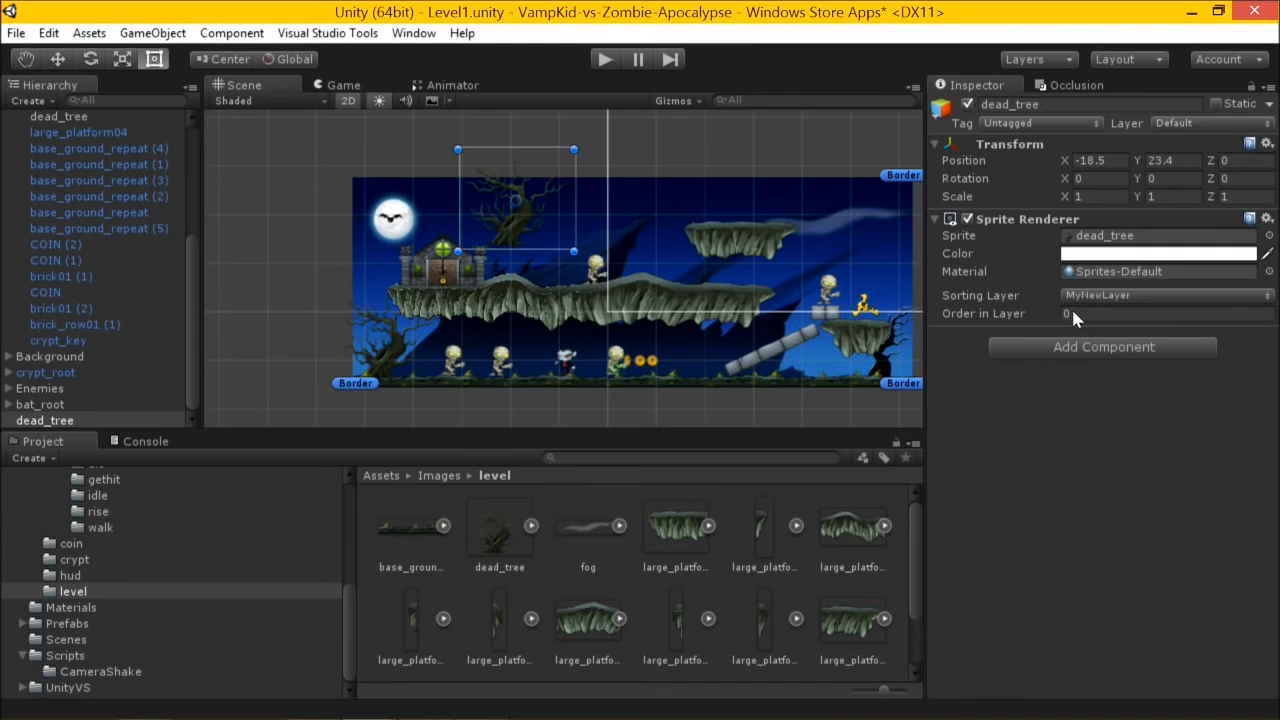 Unity (64bit) - Level1.unity - VampKid-vs-Zombie-Apocalypse - Windows Store Apps* <DX11>
File Edit Assets GameObject Component Visual Studio Tools Window Help
Center Global Layers Layout Account
Hierarchy
Create All
dead_tree
large_platform04
base_ground_repeat (4)
base_ground_repeat (1)
base_ground_repeat (3)
base_ground_repeat (2)
base_ground_repeat
base_ground_repeat (5)
COIN (2)
COIN (1)
brick01 (1)
COIN
brick01 (2)
brick_row01 (1)
crypt_key
Background
crypt_root
Enemies
bat_root
dead_tree
Scene Game Animator
Shaded 2D Gizmos All
Border
Border
Border
Inspector Occlusion
dead_tree Static
Tag Untagged Layer Default
Transform
Position X -18.5 Y 23.4 Z 0
Rotation X 0 Y 0 Z 0
Scale X 1 Y 1 Z 1
Sprite Renderer
Sprite dead_tree
Color
Material Sprites-Default
Sorting Layer MyNewLayer
Order in Layer 0
Add Component
Project Console
Create
gethit
idle
rise
walk
coin
crypt
hud
level
Materials
Prefabs
Scenes
Scripts
CameraShake
UnityVS
Assets Images level
base_groun... dead_tree fog large_platfo... large_platfo... large_platfo...
large_platfo... large_platfo... large_platfo... large_platfo... large_platfo... large_platfo...